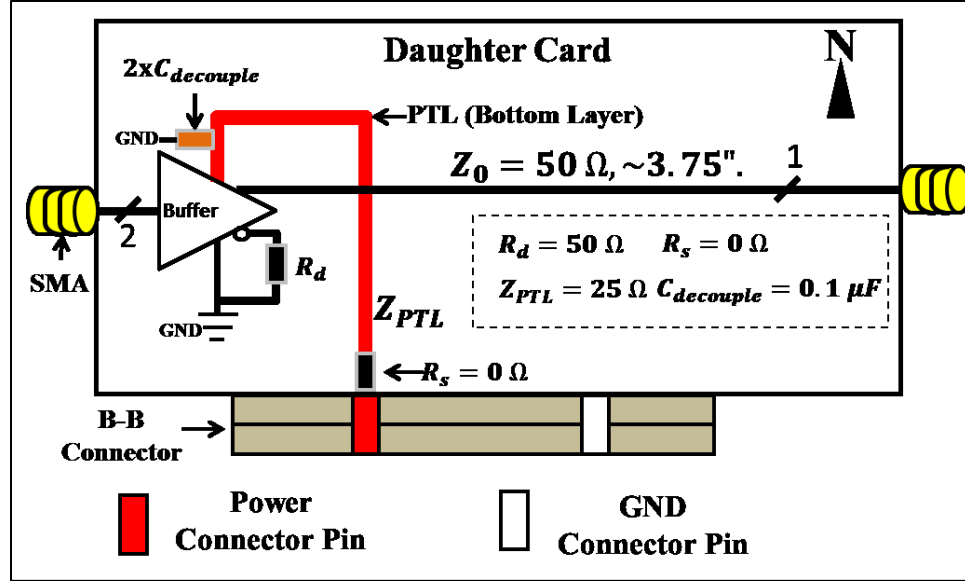 Daughter Card
N
2xC_decouple
GND
PTL (Bottom Layer)
Z_0 = 50 Ω, ~3.75".
1
Buffer
2
SMA
R_d
GND
Z_PTL
R_d = 50 Ω R_s = 0 Ω
Z_PTL = 25 Ω C_decouple = 0.1 μF
R_s = 0 Ω
B-B
Connector
Power
Connector Pin
GND
Connector Pin